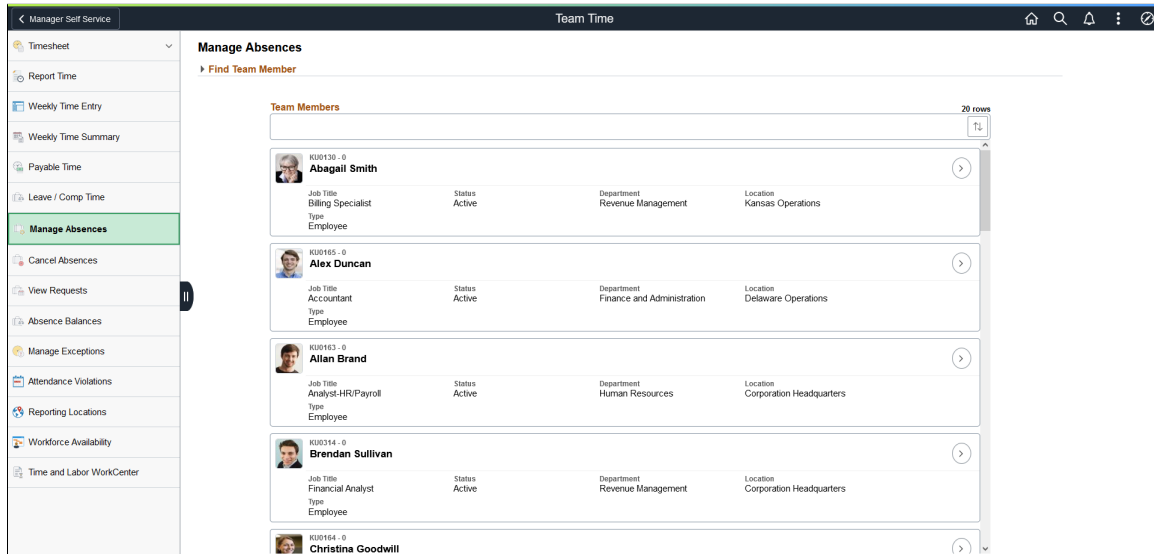 Manager Self Service
Team Time
Timesheet
Report Time
Weekly Time Entry
Weekly Time Summary
Payable Time
Leave / Comp Time
Manage Absences
Cancel Absences
View Requests
Absence Balances
Manage Exceptions
Attendance Violations
Reporting Locations
Workforce Availability
Time and Labor WorkCenter
Manage Absences
Find Team Member
Team Members
20 rows
KU0130 - 0
Abagail Smith
Job Title Status Department Location
Billing Specialist Active Revenue Management Kansas Operations
Type
Employee
KU0165 - 0
Alex Duncan
Job Title Status Department Location
Accountant Active Finance and Administration Delaware Operations
Type
Employee
KU0163 - 0
Allan Brand
Job Title Status Department Location
Analyst-HR/Payroll Active Human Resources Corporation Headquarters
Type
Employee
KU0314 - 0
Brendan Sullivan
Job Title Status Department Location
Financial Analyst Active Revenue Management Corporation Headquarters
Type
Employee
KU0164 - 0
Christina Goodwill